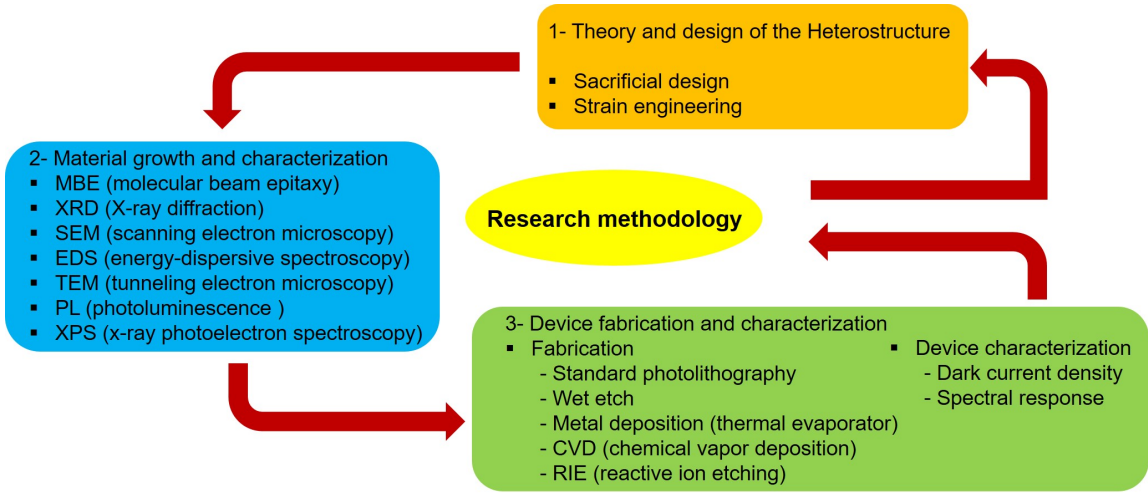 1- Theory and design of the Heterostructure
▪ Sacrificial design
▪ Strain engineering
2- Material growth and characterization
▪ MBE (molecular beam epitaxy)
▪ XRD (X-ray diffraction)
▪ SEM (scanning electron microscopy)
▪ EDS (energy-dispersive spectroscopy)
▪ TEM (tunneling electron microscopy)
▪ PL (photoluminescence )
▪ XPS (x-ray photoelectron spectroscopy)
Research methodology
3- Device fabrication and characterization
▪ Fabrication
- Standard photolithography
- Wet etch
- Metal deposition (thermal evaporator)
- CVD (chemical vapor deposition)
- RIE (reactive ion etching)
▪ Device characterization
- Dark current density
- Spectral response